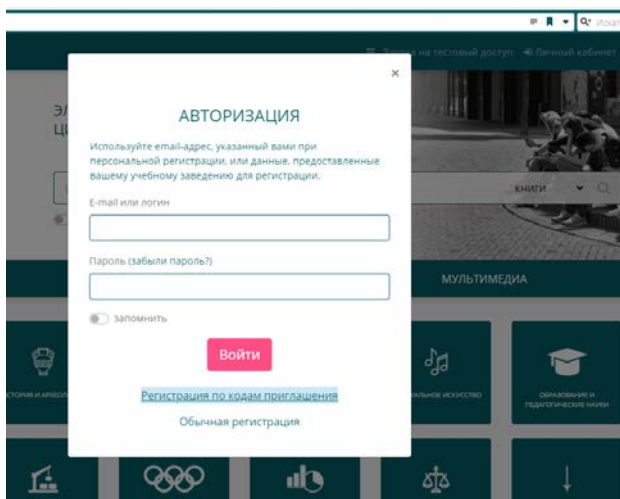 Искат
на тестовый доступ
Личный кабинет
×
АВТОРИЗАЦИЯ
Используйте email-адрес, указанный вами при
персональной регистрации, или данные, предоставленные
вашему учебному заведению для регистрации.
E-mail или логин
КНИГИ
Пароль (забыли пароль?)
МУЛЬТИМЕДИА
запомнить
Войти
ОБРАЗОВАНИЕ И
ПЕДАГОГИЧЕСКИЕ НАУКИ
Регистрация по кодам приглашения
Обычная регистрация